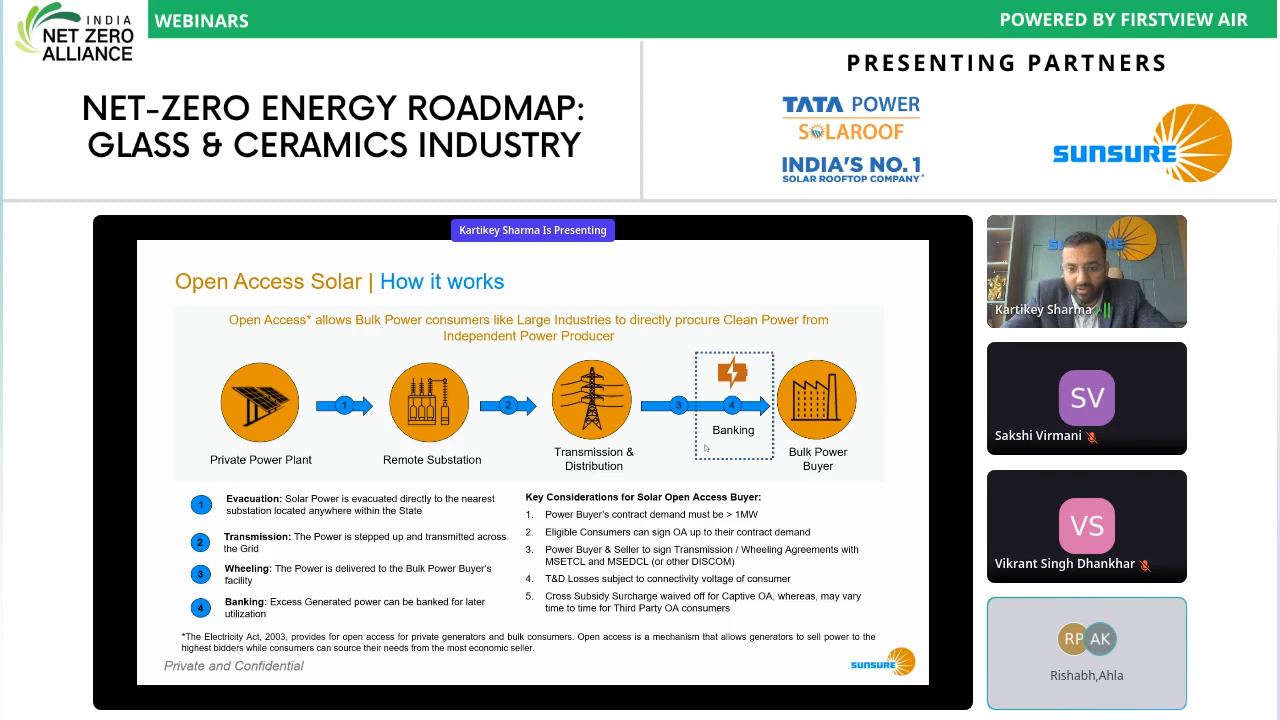 INDIA
NET ZERO
ALLIANCE
WEBINARS
POWERED BY FIRSTVIEW AIR
NET-ZERO ENERGY ROADMAP:
GLASS & CERAMICS INDUSTRY
PRESENTING PARTNERS
TATA POWER
SOLAROOF
INDIA'S NO.1
SOLAR ROOFTOP COMPANY*
SUNSURE
Kartikey Sharma Is Presenting
Open Access Solar | How it works
Open Access* allows Bulk Power consumers like Large Industries to directly procure Clean Power from
Independent Power Producer
1
2
3
4
Banking
Private Power Plant
Remote Substation
Transmission &
Distribution
Bulk Power
Buyer
1 Evacuation: Solar Power is evacuated directly to the nearest
substation located anywhere within the State
2 Transmission: The Power is stepped up and transmitted across
the Grid
3 Wheeling: The Power is delivered to the Bulk Power Buyer's
facility
4 Banking: Excess Generated power can be banked for later
utilization
Key Considerations for Solar Open Access Buyer:
1. Power Buyer's contract demand must be > 1MW
2. Eligible Consumers can sign OA up to their contract demand
3. Power Buyer & Seller to sign Transmission / Wheeling Agreements with
MSETCL and MSEDCL (or other DISCOM)
4. T&D Losses subject to connectivity voltage of consumer
5. Cross Subsidy Surcharge waived off for Captive OA, whereas, may vary
time to time for Third Party OA consumers
*The Electricity Act, 2003, provides for open access for private generators and bulk consumers. Open access is a mechanism that allows generators to sell power to the
highest bidders while consumers can source their needs from the most economic seller.
Private and Confidential
SUNSURE
SUNSURE
Kartikey Sharma
SV
Sakshi Virmani
VS
Vikrant Singh Dhankhar
RP AK
Rishabh,Ahla